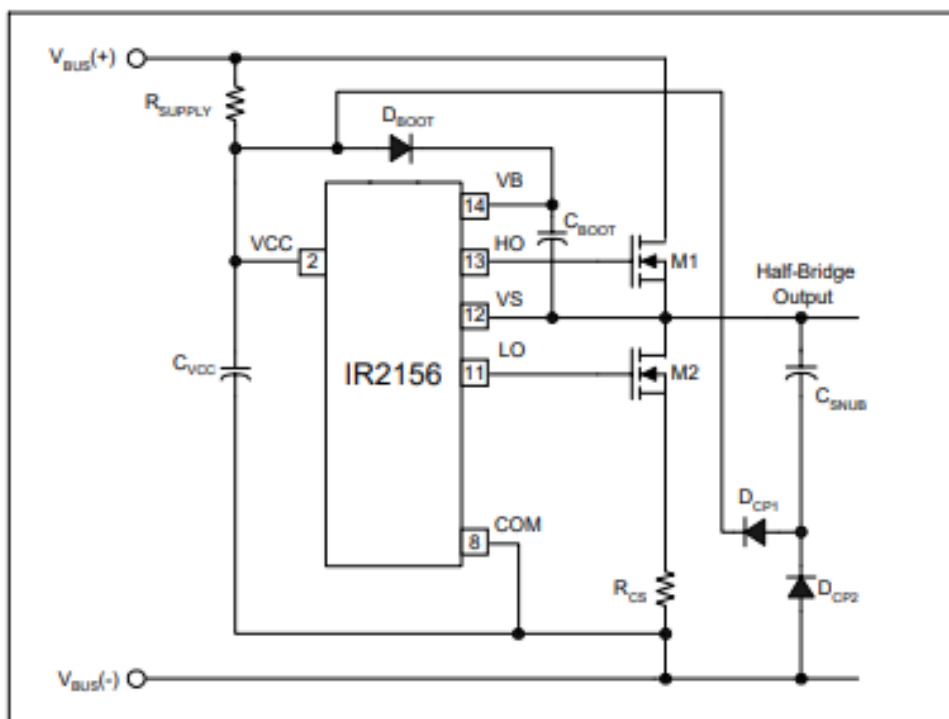 VBUS(+)
RSUPPLY
DBOOT
VB
14
CBOOT
VCC
2
HO
13
M1
Half-Bridge
Output
VS
12
LO
CVCC
IR2156
11
M2
CSNUB
DCP1
COM
8
RCS
DCP2
VBUS(-)